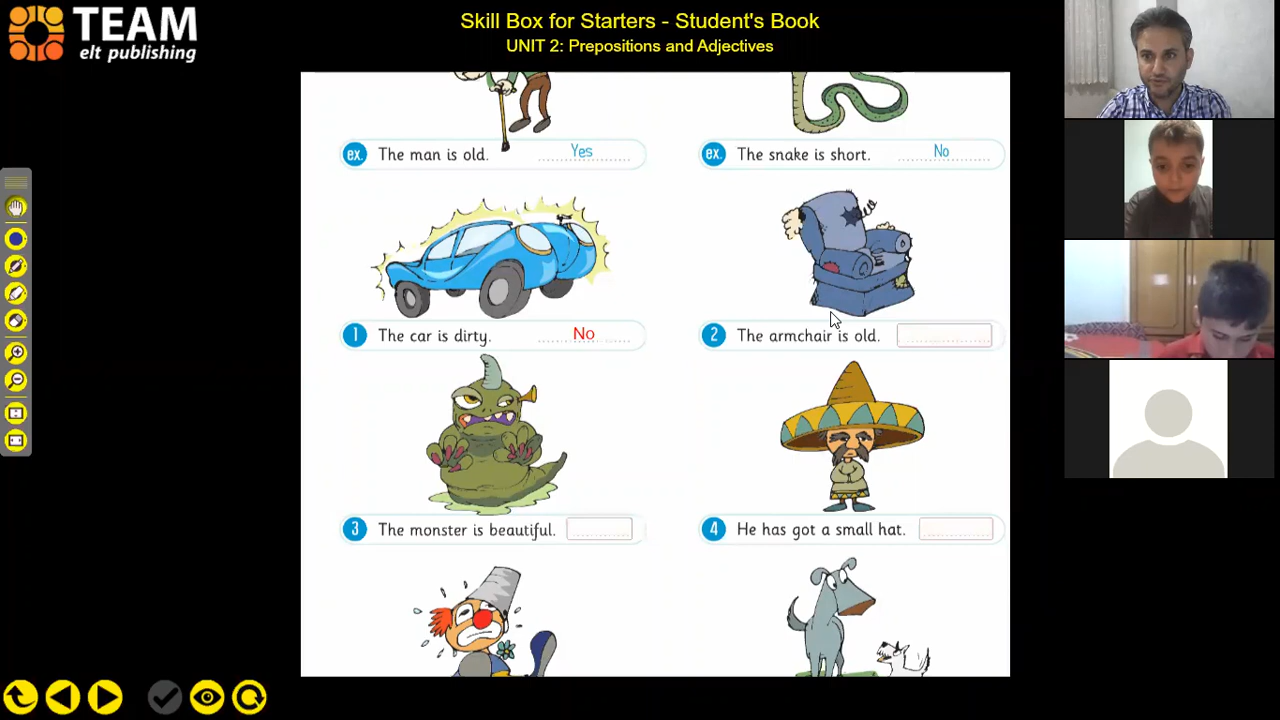 TEAM
elt publishing
Skill Box for Starters - Student's Book
UNIT 2: Prepositions and Adjectives
ex. The man is old. Yes
ex. The snake is short. No
1 The car is dirty. No
2 The armchair is old.
3 The monster is beautiful.
4 He has got a small hat.